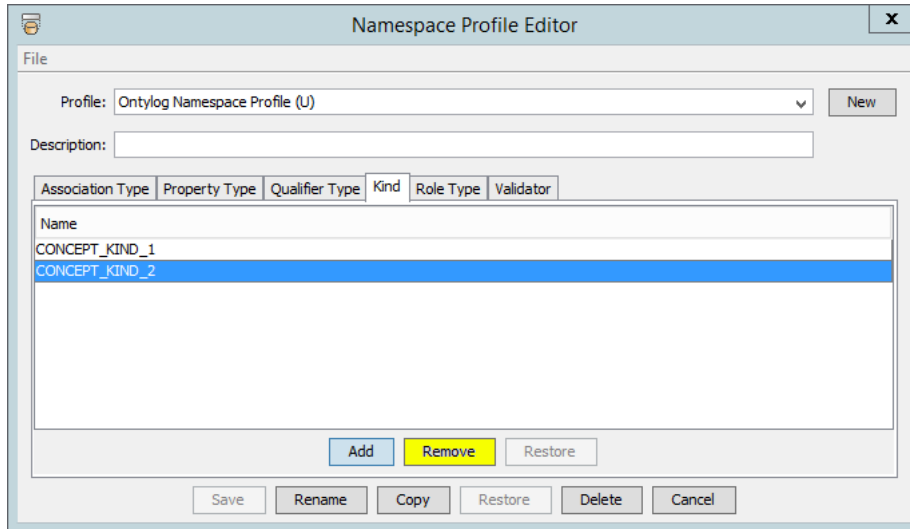 Namespace Profile Editor
x
File
Profile: Ontylog Namespace Profile (U) New
Description:
Association Type Property Type Qualifier Type Kind Role Type Validator
Name
CONCEPT_KIND_1
CONCEPT_KIND_2
Add Remove Restore
Save Rename Copy Restore Delete Cancel